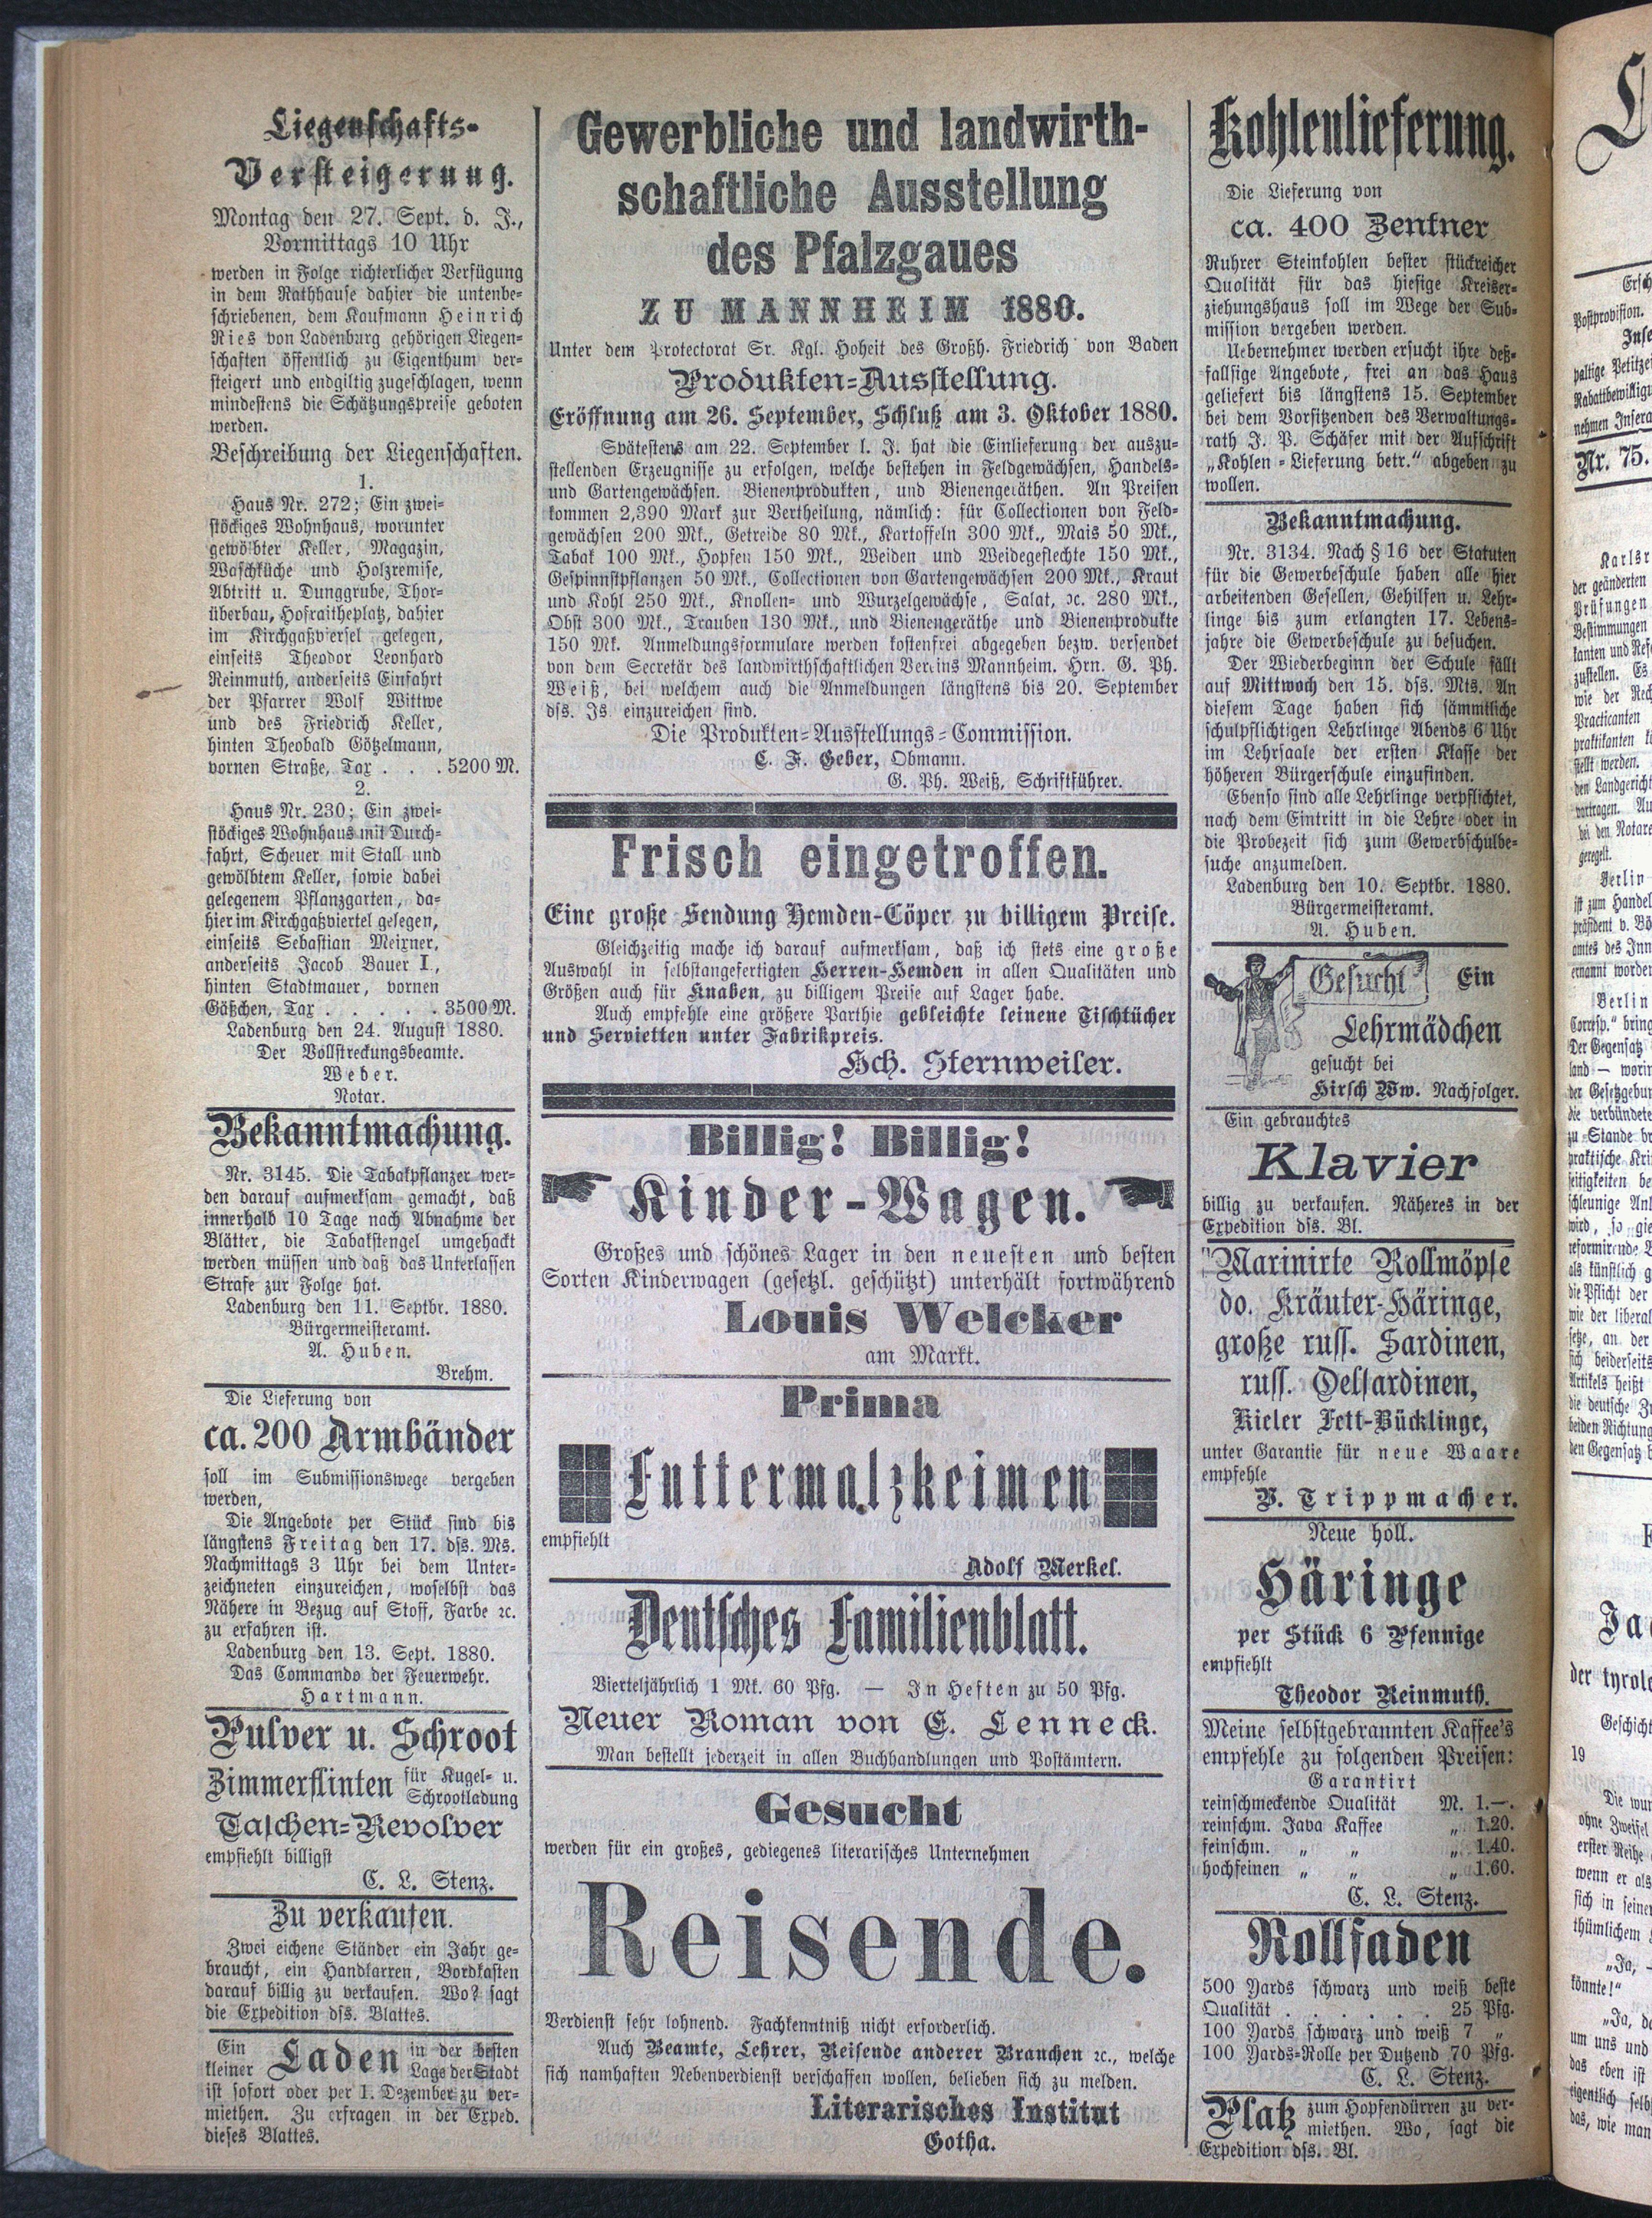 Liegenschafts-
Versteigerung.
Montag den 27. Sept. d. J.,
Vormittags 10 Uhr
werden in Folge richterlicher Verfügung
in dem Rathhause dahier die untenbe-
schriebenen, dem Kaufmann Heinrich
Ries von Ladenburg gehörigen Liegen-
schaften öffentlich zu Eigenthum ver-
steigert und endgiltig zugeschlagen, wenn
mindestens die Schätzungspreise geboten
werden.
Beschreibung der Liegenschaften.
1.
Haus Nr. 272; Ein zwei-
stöckiges Wohnhaus, worunter
gewölbter Keller, Magazin,
Waschküche und Holzremise,
Abtritt u. Dunggrube, Thor-
überbau, Hofraitheplatz, dahier
im Kirchgaßviersel gelegen,
einseits Theodor Leonhard
Reinmuth, anderseits Einfahrt
der Pfarrer Wolf Wittwe
und des Friedrich Keller,
hinten Theobald Götzelmann,
vornen Straße, Tax . . . 5200 M.
2.
Haus Nr. 230; Ein zwei-
stöckiges Wohnhaus mit Durch-
fahrt, Scheuer mit Stall und
gewölbtem Keller, sowie dabei
gelegenem Pflanzgarten, da-
hier im Kirchgaßviertel gelegen,
einseits Sebastian Meixner,
anderseits Jacob Bauer I.,
hinten Stadtmauer, vornen
Gäßchen, Tax . . . . . 3500 M.
Ladenburg den 24. August 1880.
Der Vollstreckungsbeamte.
Weber.
Notar.
Bekanntmachung.
Nr. 3145. Die Tabakpflanzer wer-
den darauf aufmerksam gemacht, daß
innerhalb 10 Tage nach Abnahme der
Blätter, die Tabakstengel umgehackt
werden müssen und daß das Unterlassen
Strafe zur Folge hat.
Ladenburg den 11. Septbr. 1880.
Bürgermeisteramt.
A. Huben.
Brehm.
Die Lieferung von
ca. 200 Armbänder
soll im Submissionswege vergeben
werden,
Die Angebote per Stück sind bis
längstens Freitag den 17. dss. Ms.
Nachmittags 3 Uhr bei dem Unter-
zeichneten einzureichen, woselbst das
Nähere in Bezug auf Stoff, Farbe ꝛc.
zu erfahren ist.
Ladenburg den 13. Sept. 1880.
Das Commando der Feuerwehr.
Hartmann.
Pulver u. Schroot
Zimmerflinten für Kugel- u.
Schrootladung
Taschen-Revolver
empfiehlt billigst
C. L. Stenz.
Zu verkaufen.
Zwei eichene Ständer ein Jahr ge-
braucht, ein Handkarren, Bordkasten
darauf billig zu verkaufen. Wo? sagt
die Expedition dss. Blattes.
Ein kleiner Laden in der besten
Lage der Stadt
ist sofort oder per 1. Dezember zu ver-
miethen. Zu erfragen in der Exped.
dieses Blattes.
Gewerbliche und landwirth-
schaftliche Ausstellung
des Pfalzgaues
ZU MANNHEIM 1880.
Unter dem Protectorat Sr. Kgl. Hoheit des Großh. Friedrich von Baden
Produkten-Ausstellung.
Eröffnung am 26. September, Schluß am 3. Oktober 1880.
Spätestens am 22. September l. J. hat die Einlieferung der auszu-
stellenden Erzeugnisse zu erfolgen, welche bestehen in Feldgewächsen, Handels-
und Gartengewächsen. Bienenprodukten, und Bienengeräthen. An Preisen
kommen 2,390 Mark zur Vertheilung, nämlich: für Collectionen von Feld-
gewächsen 200 Mk., Getreide 80 Mk., Kartoffeln 300 Mk., Mais 50 Mk.,
Tabak 100 Mk., Hopfen 150 Mk., Weiden und Weidegeflechte 150 Mk.,
Gespinnstpflanzen 50 Mk., Collectionen von Gartengewächsen 200 Mk., Kraut
und Kohl 250 Mk., Knollen- und Wurzelgewächse, Salat, ꝛc. 280 Mk.,
Obst 300 Mk., Trauben 130 Mk., und Bienengeräthe und Bienenprodukte
150 Mk. Anmeldungsformulare werden kostenfrei abgegeben bezw. versendet
von dem Secretär des landwirthschaftlichen Vereins Mannheim. Hrn. G. Ph.
Weiß, bei welchem auch die Anmeldungen längstens bis 20. September
dss. Js. einzureichen sind.
Die Produkten-Ausstellungs-Commission.
C. F. Geber, Obmann.
G. Ph. Weiß, Schriftführer.
Frisch eingetroffen.
Eine große Sendung Hemden-Cöper zu billigem Preise.
Gleichzeitig mache ich darauf aufmerksam, daß ich stets eine große
Auswahl in selbstangefertigten Herren-Hemden in allen Qualitäten und
Größen auch für Knaben, zu billigem Preise auf Lager habe.
Auch empfehle eine größere Parthie gebleichte leinene Tischtücher
und Servietten unter Fabrikpreis.
Hch. Sternweiler.
Billig! Billig!
Kinder-Wagen.
Großes und schönes Lager in den neuesten und besten
Sorten Kinderwagen (gesetzl. geschützt) unterhält fortwährend
Louis Welcker
am Markt.
Prima
Futtermalzkeimen
empfiehlt
Adolf Merkel.
Deutsches Familienblatt.
Vierteljährlich 1 Mk. 60 Pfg. — In Heften zu 50 Pfg.
Neuer Roman von E. Lenneck.
Man bestellt jederzeit in allen Buchhandlungen und Postämtern.
Gesucht
werden für ein großes, gediegenes literarisches Unternehmen
Reisende.
Verdienst sehr lohnend. Fachkenntniß nicht erforderlich.
Auch Beamte, Lehrer, Reisende anderer Branchen ꝛc., welche
sich namhaften Nebenverdienst verschaffen wollen, belieben sich zu melden.
Literarisches Institut
Gotha.
Kohlenlieferung.
Die Lieferung von
ca. 400 Zentner
Ruhrer Steinkohlen bester stückreicher
Quolität für das hiesige Kreiser-
ziehungshaus soll im Wege der Sub-
mission vergeben werden.
Uebernehmer werden ersucht ihre deß-
fallsige Angebote, frei an das Haus
geliefert bis längstens 15. September
bei dem Vorsitzenden des Verwaltungs-
rath J. P. Schäfer mit der Aufschrift
„Kohlen-Lieferung betr.“ abgeben zu
wollen.
Bekanntmachung.
Nr. 3134. Nach § 16 der Statuten
für die Gewerbeschule haben alle hier
arbeitenden Gesellen, Gehilfen u. Lehr-
linge bis zum erlangten 17. Lebens-
jahre die Gewerbeschule zu besuchen.
Der Wiederbeginn der Schule fällt
auf Mittwoch den 15. dss. Mts. An
diesem Tage haben sich sämmtliche
schulpflichtigen Lehrlinge Abends 6 Uhr
im Lehrsaale der ersten Klasse der
höheren Bürgerschule einzufinden.
Ebenso sind alle Lehrlinge verpflichtet,
nach dem Eintritt in die Lehre oder in
die Probezeit sich zum Gewerbschulbe-
suche anzumelden.
Ladenburg den 10. Septbr. 1880.
Bürgermeisteramt.
A. Huben.
Gesucht Ein
Lehrmädchen
gesucht bei
Hirsch Ww. Nachfolger.
Ein gebrauchtes
Klavier
billig zu verkaufen. Näheres in der
Expedition dss. Bl.
Marinirte Rollmöpse
do. Kräuter-Häringe,
große russ. Sardinen,
russ. Oelsardinen,
Kieler Fett-Bücklinge,
unter Garantie für neue Waare
empfehle
B. Trippmacher.
Neue holl.
Häringe
per Stück 6 Pfennige
empfiehlt
Theodor Reinmuth.
Meine selbstgebrannten Kaffee's
empfehle zu folgenden Preisen:
Garantirt
reinschmeckende Qualität M. 1.—.
reinschm. Java Kaffee „ 1.20.
feinschm. „ „ „ 1.40.
hochfeinen „ „ „ 1.60.
C. L. Stenz.
Rollfaden
500 Yards schwarz und weiß beste
Qualität . . . . . . 25 Pfg.
100 Yards schwarz und weiß 7 „
100 Yards-Rolle per Dutzend 70 Pfg.
C. L. Stenz.
Platz zum Hopfendürren zu ver-
miethen. Wo, sagt die
Expedition dss. Bl.
Postprovision.
nehmen Insera
Nr. 75.
der geänderten
Prüfungen
Bestimmungen
zustellen. Es
Practicanten
stellt werden.
vortragen.
geregelt.
Berlin
ernannt worden
Berlin
Der Gegensatz
der tyrol
19
könnte!“
um uns und
das eben ist
das, wie man